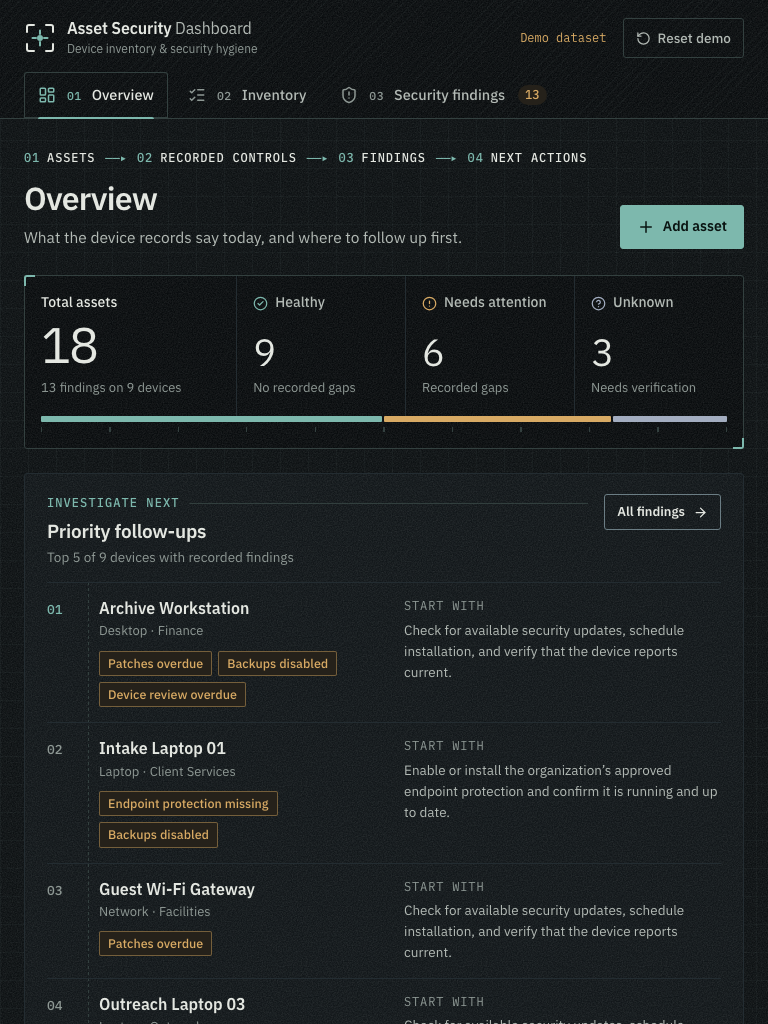 Asset Security Dashboard
Device inventory & security hygiene
Demo dataset
Reset demo
01 Overview
02 Inventory
03 Security findings 13
01 ASSETS
02 RECORDED CONTROLS
03 FINDINGS
04 NEXT ACTIONS
Overview
What the device records say today, and where to follow up first.
Add asset
Total assets
18
13 findings on 9 devices
Healthy
9
No recorded gaps
Needs attention
6
Recorded gaps
Unknown
3
Needs verification
INVESTIGATE NEXT
Priority follow-ups
Top 5 of 9 devices with recorded findings
All findings
01
Archive Workstation
Desktop · Finance
Patches overdue
Backups disabled
Device review overdue
START WITH
Check for available security updates, schedule
installation, and verify that the device reports
current.
02
Intake Laptop 01
Laptop · Client Services
Endpoint protection missing
Backups disabled
START WITH
Enable or install the organization’s approved
endpoint protection and confirm it is running and up
to date.
03
Guest Wi-Fi Gateway
Network · Facilities
Patches overdue
START WITH
Check for available security updates, schedule
installation, and verify that the device reports
current.
04
Outreach Laptop 03
START WITH